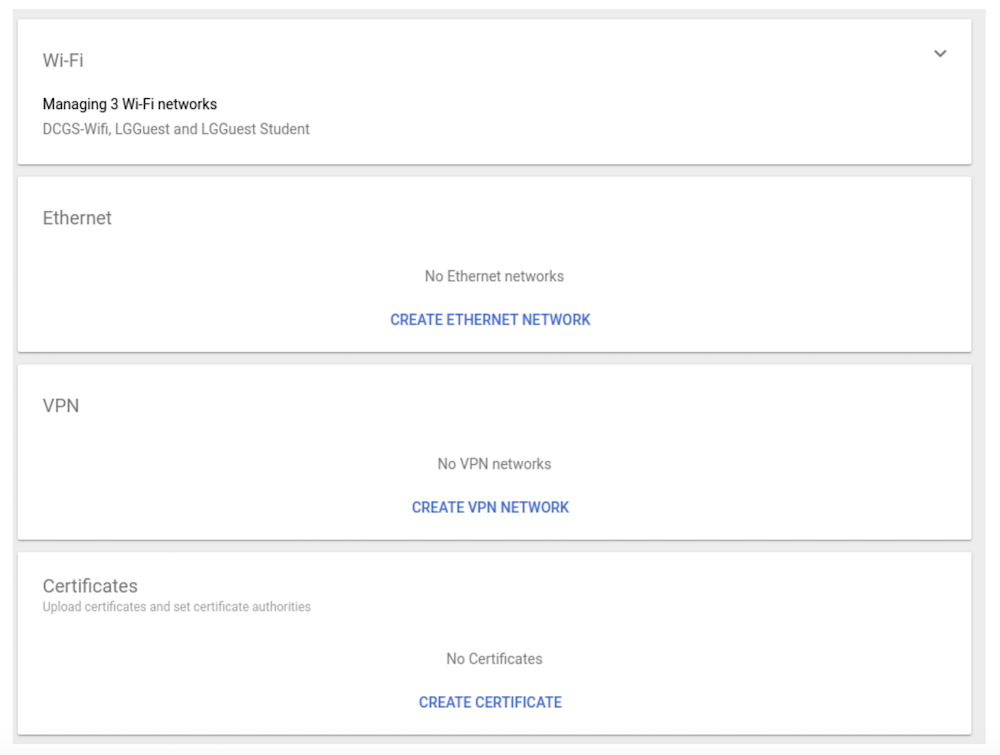 Wi-Fi
Managing 3 Wi-Fi networks
DCGS-Wifi, LGGuest and LGGuest Student
Ethernet
No Ethernet networks
CREATE ETHERNET NETWORK
VPN
No VPN networks
CREATE VPN NETWORK
Certificates
Upload certificates and set certificate authorities
No Certificates
CREATE CERTIFICATE